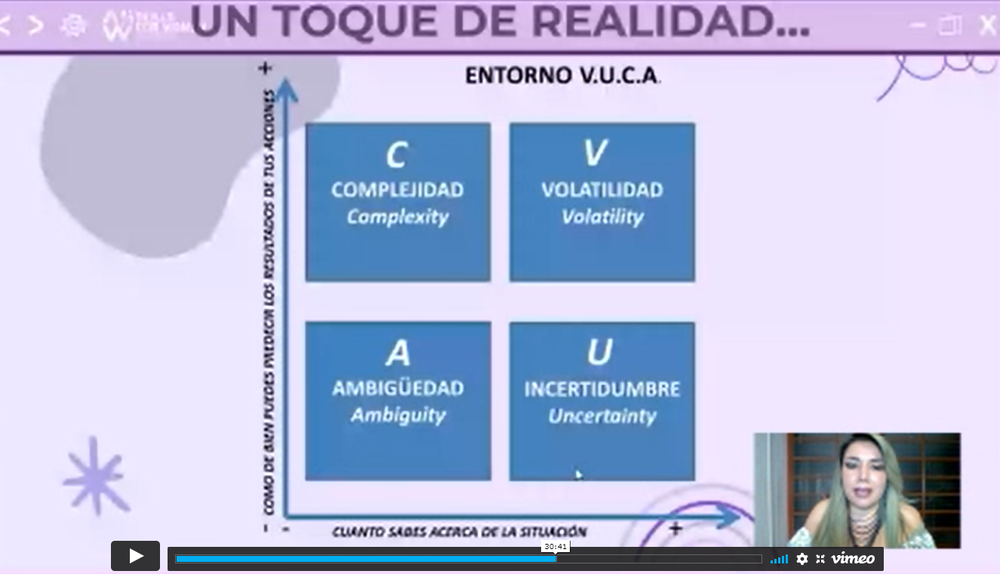 UN TOQUE DE REALIDAD...
ENTORNO V.U.C.A.
+
COMO DE BIEN PUEDES PREDECIR LOS RESULTADOS DE TUS ACCIONES
C
COMPLEJIDAD
Complexity
V
VOLATILIDAD
Volatility
A
AMBIGÜEDAD
Ambiguity
U
INCERTIDUMBRE
Uncertainty
- -
CUANTO SABES ACERCA DE LA SITUACIÓN
+
30:41
vimeo